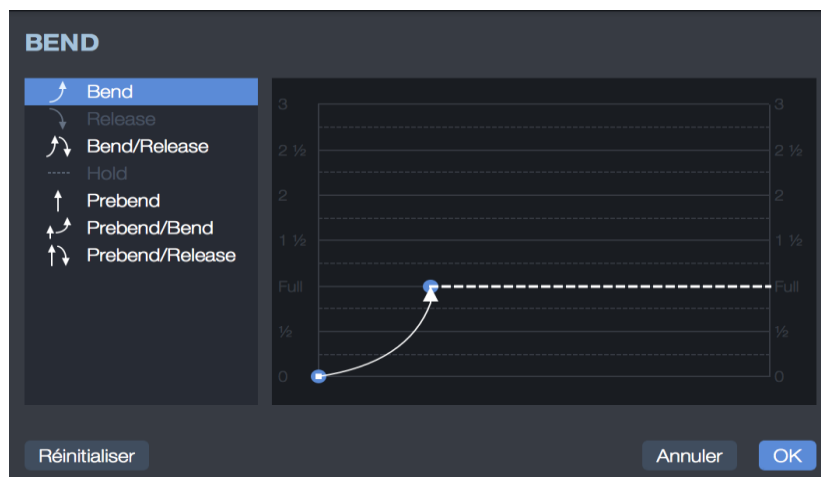 BEND
Bend
Release
Bend/Release
Hold
Prebend
Prebend/Bend
Prebend/Release
3 3
2 ½ 2 ½
2 2
1 ½ 1 ½
Full Full
½ ½
0 0
Réinitialiser Annuler OK